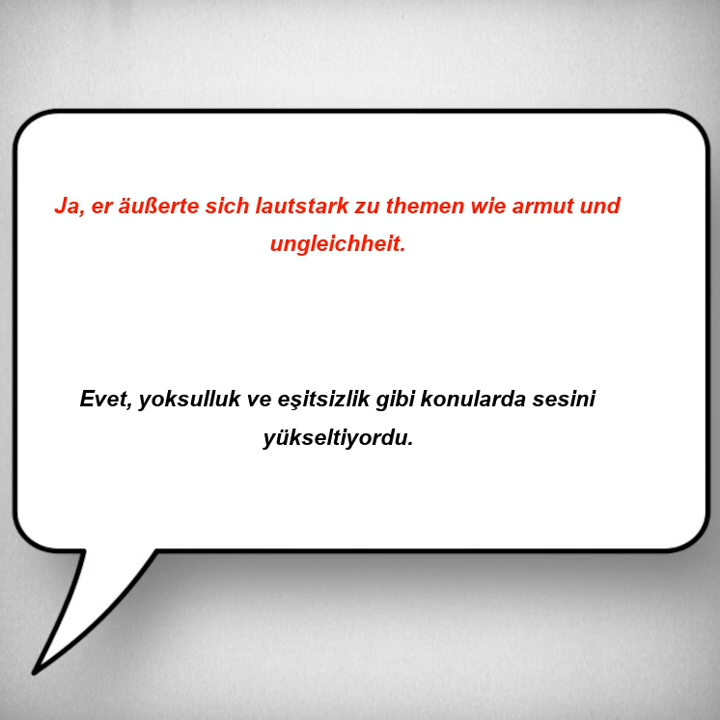 Ja, er äußerte sich lautstark zu themen wie armut und
ungleichheit.
Evet, yoksulluk ve eşitsizlik gibi konularda sesini
yükseltiyordu.